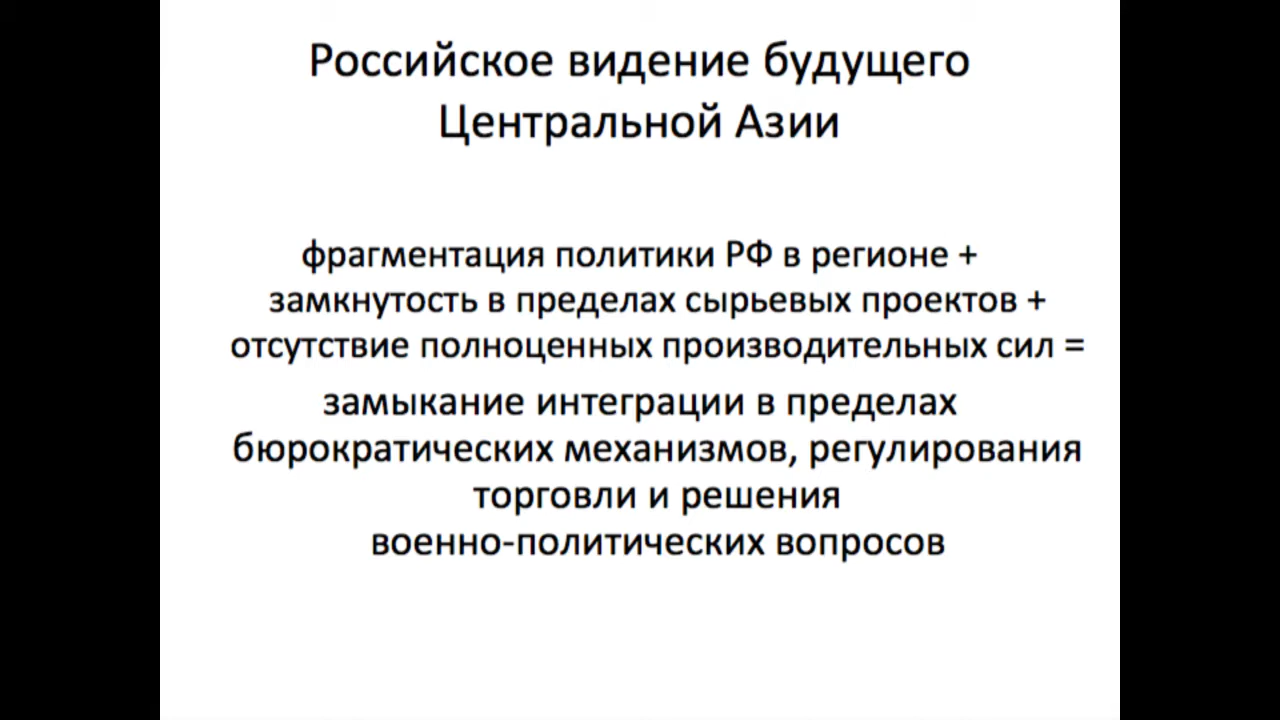 Российское видение будущего
Центральной Азии
фрагментация политики РФ в регионе +
замкнутость в пределах сырьевых проектов +
отсутствие полноценных производительных сил =
замыкание интеграции в пределах
бюрократических механизмов, регулирования
торговли и решения
военно-политических вопросов